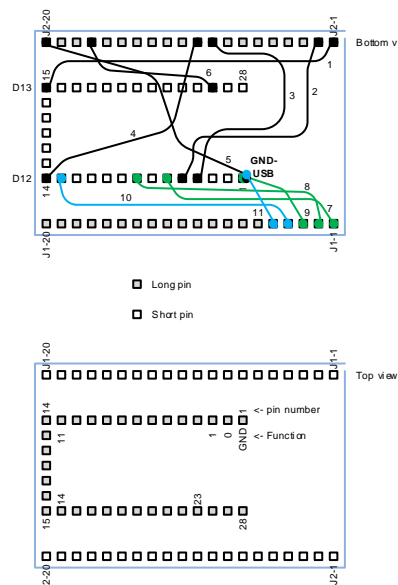 J2-20
J2-1
Bottom v
1
15
D13
6
28
3
2
4
D12
5
GND-
USB
1
14
10
8
11
9
7
J1-20
J1-1
Long pin
Short pin
J1-20
J1-1
Top view
14
1
<- pin number
11
1
0
GND
<- Function
14
23
15
28
2-20
J2-1